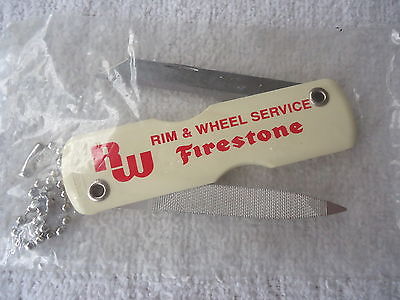 RW
RIM & WHEEL SERVICE
Firestone